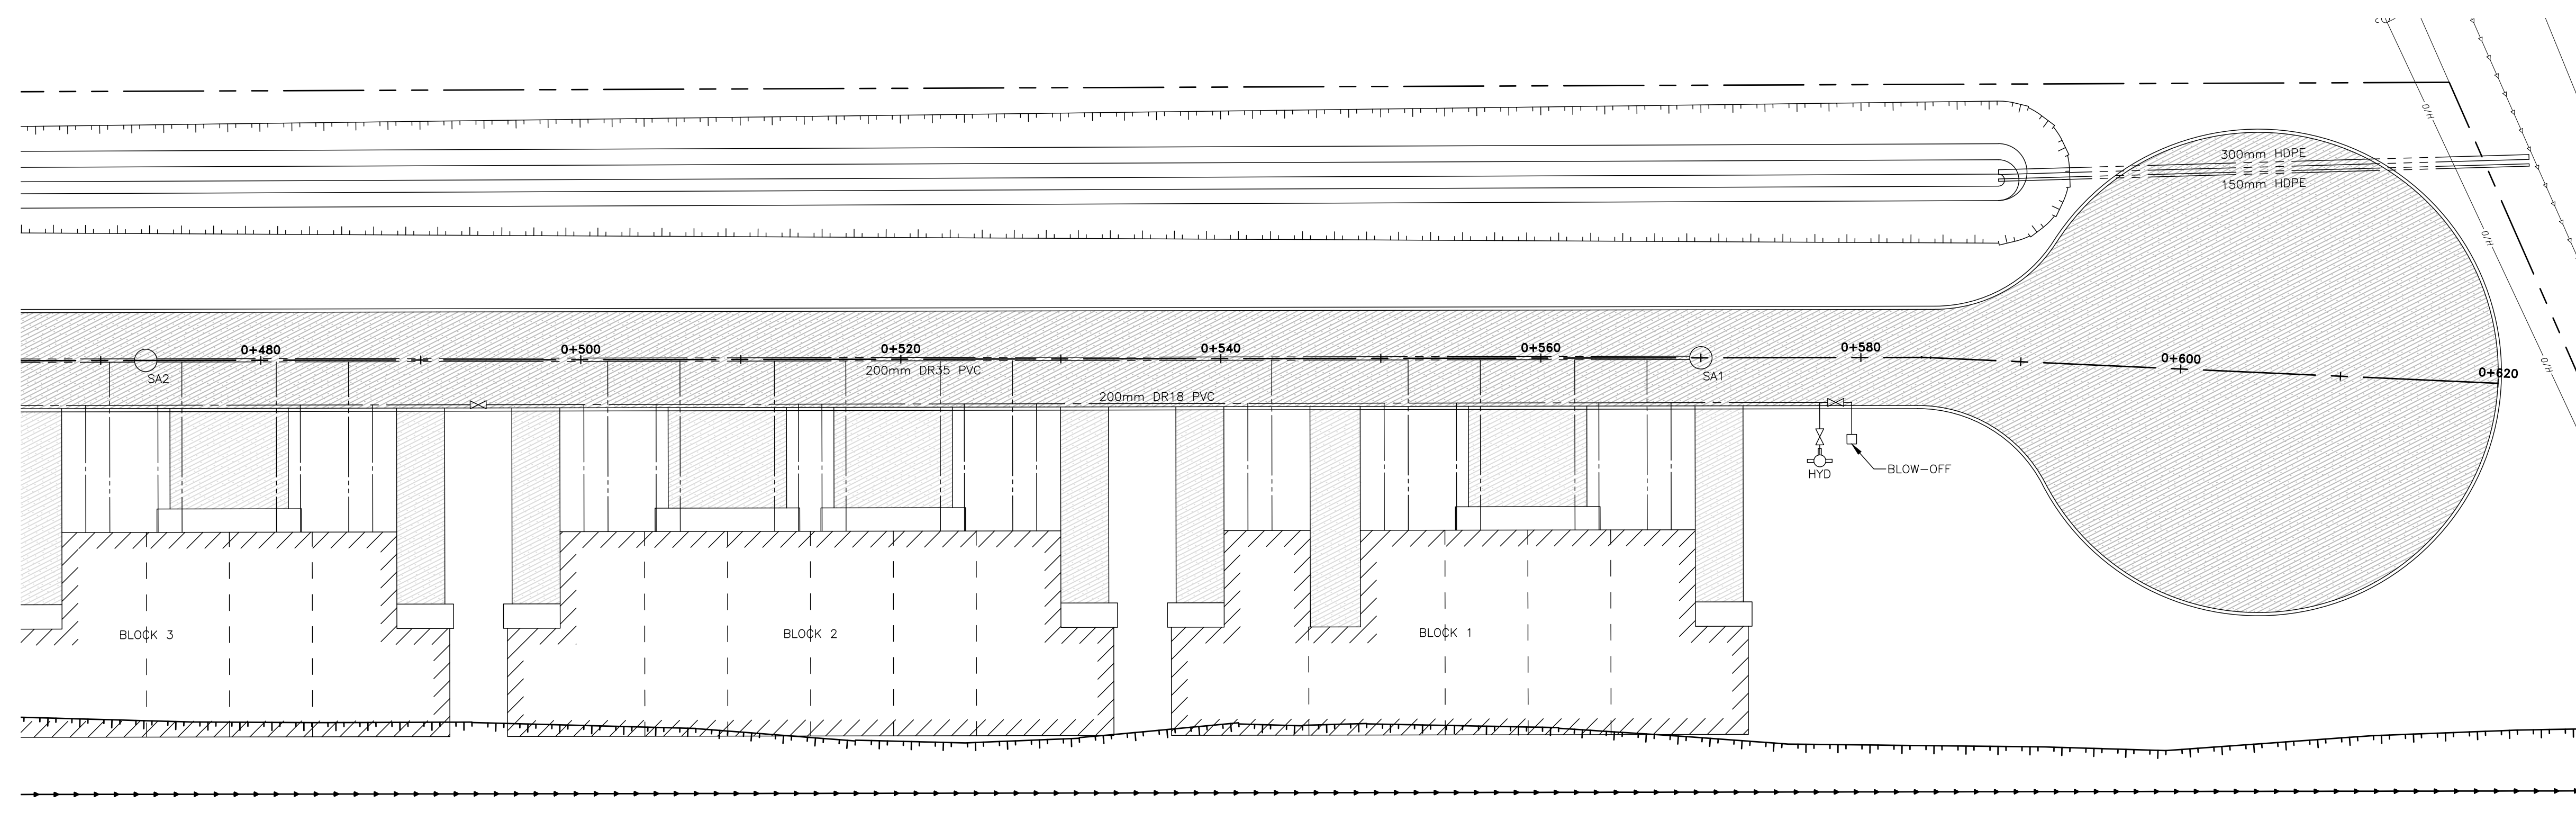 O/H
300mm HDPE
150mm HDPE
O/H
0+480
0+500
0+520
0+540
0+560
0+580
0+600
0+620
O/H
SA2
200mm DR35 PVC
SA1
200mm DR18 PVC
HYD
BLOW-OFF
BLOCK 3
BLOCK 2
BLOCK 1